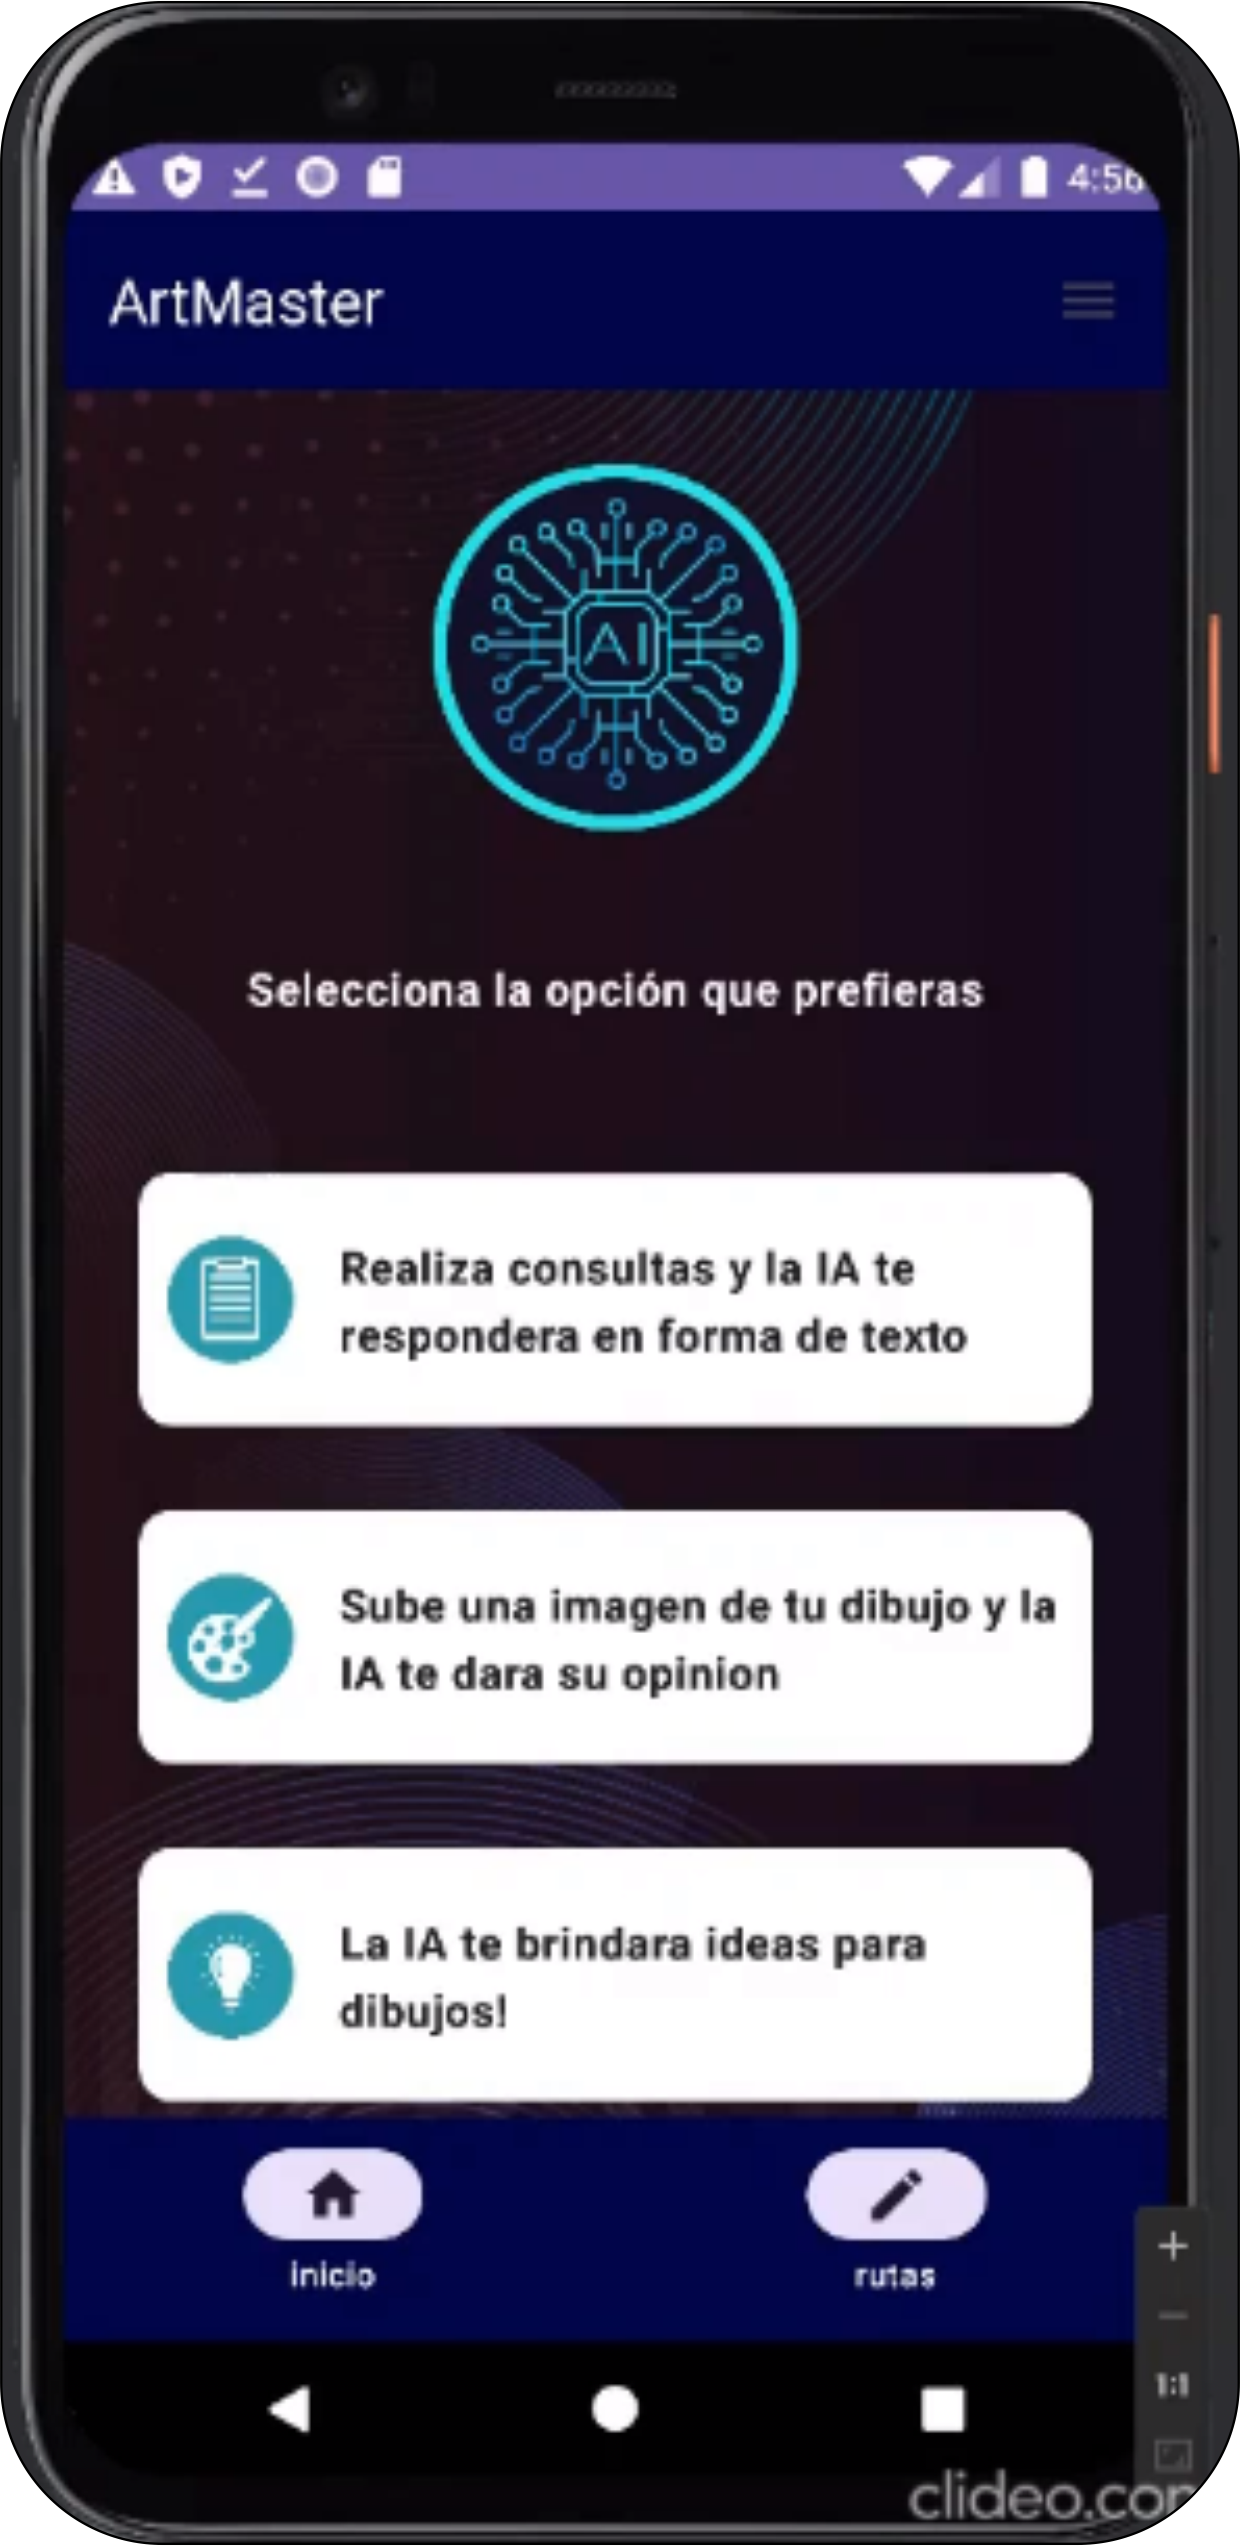 4:56
ArtMaster
AI
Selecciona la opción que prefieras
Realiza consultas y la IA te
respondera en forma de texto
Sube una imagen de tu dibujo y la
IA te dara su opinion
La IA te brindara ideas para
dibujos!
inicio
rutas
1:1
clideo.com